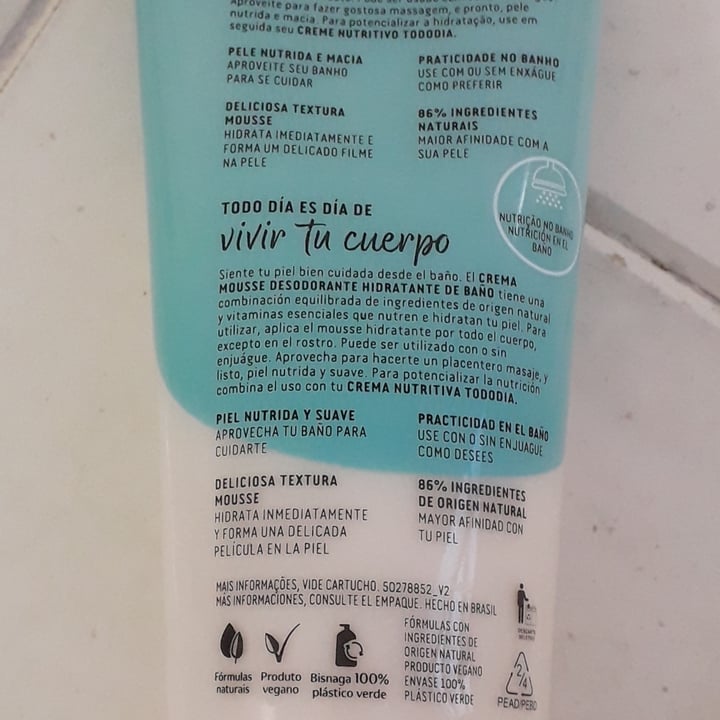 Aproveite para fazer gostosa massagem, e pronto, pele
nutrida e macia. Para potencializar a hidratação, use em
seguida seu CREME NUTRITIVO TODODIA.
PELE NUTRIDA E MACIA
APROVEITE SEU BANHO
PARA SE CUIDAR
PRATICIDADE NO BANHO
USE COM OU SEM ENXÁGUE
COMO PREFERIR
DELICIOSA TEXTURA
MOUSSE
HIDRATA IMEDIATAMENTE E
FORMA UM DELICADO FILME
NA PELE
86% INGREDIENTES
NATURAIS
MAIOR AFINIDADE COM A
SUA PELE
NUTRIÇÃO NO BANHO
NUTRICIÓN EN EL
BAÑO
TODO DÍA ES DÍA DE
vivir tu cuerpo
Siente tu piel bien cuidada desde el baño. El CREMA
MOUSSE DESODORANTE HIDRATANTE DE BAÑO tiene una
combinación equilibrada de ingredientes de origen natural
y vitaminas esenciales que nutren e hidratan tu piel. Para
utilizar, aplica el mousse hidratante por todo el cuerpo,
excepto en el rostro. Puede ser utilizado con o sin
enjuágue. Aprovecha para hacerte un placentero masaje, y
listo, piel nutrida y suave. Para potencializar la nutrición
combina el uso con tu CREMA NUTRITIVA TODODIA.
PIEL NUTRIDA Y SUAVE
APROVECHA TU BAÑO PARA
CUIDARTE
PRACTICIDAD EN EL BAÑO
USE CON O SIN ENJUAGUE
COMO DESEES
DELICIOSA TEXTURA
MOUSSE
HIDRATA INMEDIATAMENTE
Y FORMA UNA DELICADA
PELÍCULA EN LA PIEL
86% INGREDIENTES
DE ORIGEN NATURAL
MAYOR AFINIDAD CON
TU PIEL
MAIS INFORMAÇÕES, VIDE CARTUCHO. 50278852_V2
MÁS INFORMACIONES, CONSULTE EL EMPAQUE. HECHO EN BRASIL
Fórmulas
naturais
Produto
vegano
Bisnaga 100%
plástico verde
FÓRMULAS CON
INGREDIENTES DE
ORIGEN NATURAL
PRODUCTO VEGANO
ENVASE 100%
PLÁSTICO VERDE
2/4
PEAD/PEBD